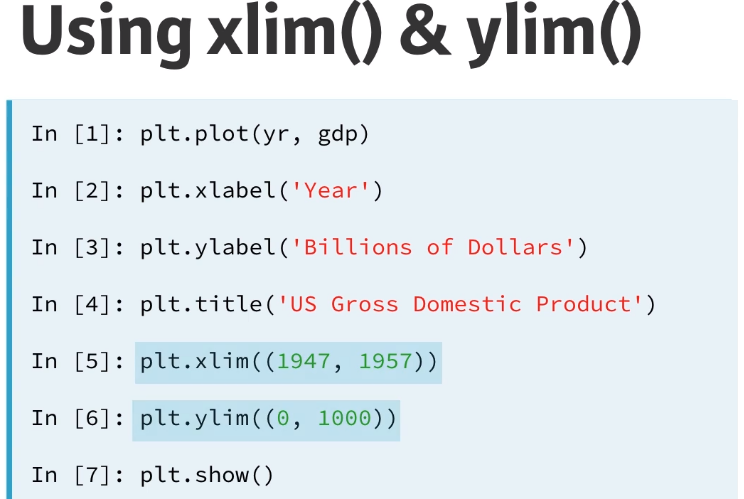 Using xlim() & ylim()
In [1]: plt.plot(yr, gdp)
In [2]: plt.xlabel('Year')
In [3]: plt.ylabel('Billions of Dollars')
In [4]: plt.title('US Gross Domestic Product')
In [5]: plt.xlim((1947, 1957))
In [6]: plt.ylim((0, 1000))
In [7]: plt.show()